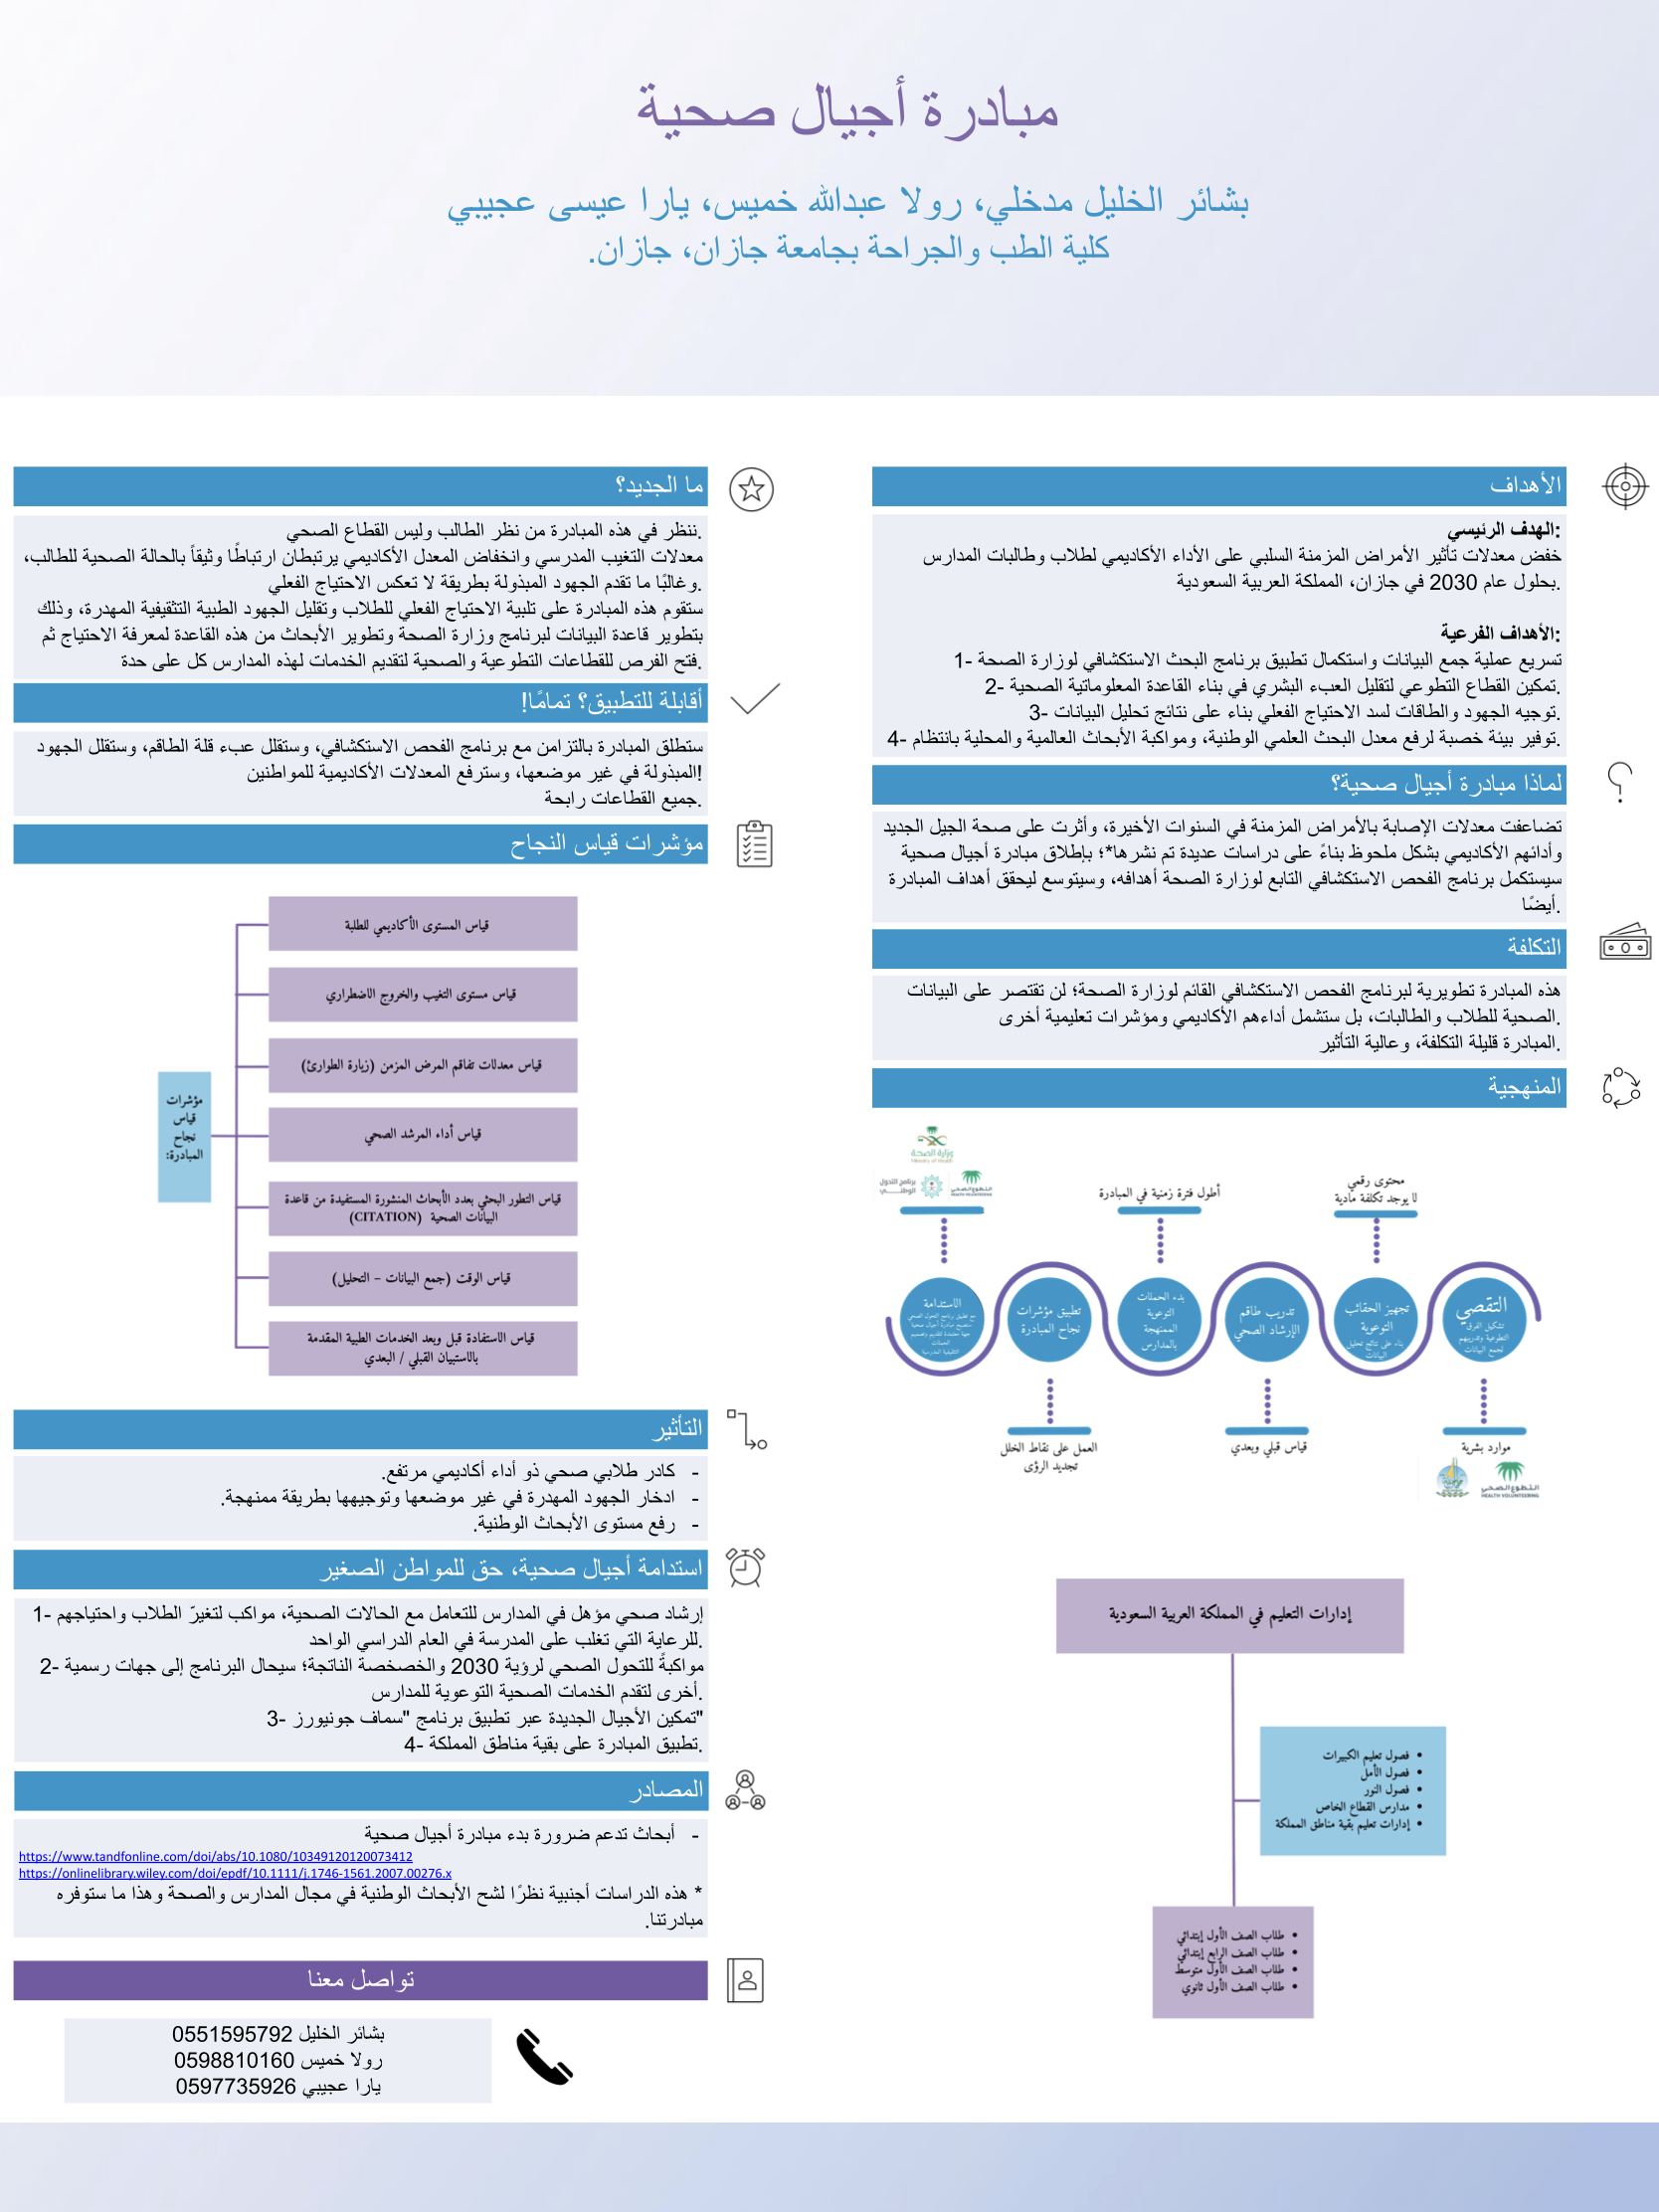 مبادرة أجيال صحية
بشائر الخليل مدخلي، رولا عبدالله خميس، يارا عيسى عجيبي
كلية الطب والجراحة بجامعة جازان، جازان.
الأهداف
الهدف الرئيسي:
خفض معدلات تأثير الأمراض المزمنة السلبي على الأداء الأكاديمي لطلاب وطالبات المدارس
بحلول عام 2030 في جازان، المملكة العربية السعودية.
الأهداف الفرعية:
1- تسريع عملية جمع البيانات واستكمال تطبيق برنامج البحث الاستكشافي لوزارة الصحة
2- تمكين القطاع التطوعي لتقليل العبء البشري في بناء القاعدة المعلوماتية الصحية.
3- توجيه الجهود والطاقات لسد الاحتياج الفعلي بناء على نتائج تحليل البيانات.
4- توفير بيئة خصبة لرفع معدل البحث العلمي الوطنية، ومواكبة الأبحاث العالمية والمحلية بانتظام.
لماذا مبادرة أجيال صحية؟
تضاعفت معدلات الإصابة بالأمراض المزمنة في السنوات الأخيرة، وأثرت على صحة الجيل الجديد
وأدائهم الأكاديمي بشكل ملحوظ بناءً على دراسات عديدة تم نشرها*؛ بإطلاق مبادرة أجيال صحية
سيستكمل برنامج الفحص الاستكشافي التابع لوزارة الصحة أهدافه، وسيتوسع ليحقق أهداف المبادرة
أيضًا.
التكلفة
هذه المبادرة تطويرية لبرنامج الفحص الاستكشافي القائم لوزارة الصحة؛ لن تقتصر على البيانات
الصحية للطلاب والطالبات، بل ستشمل أداءهم الأكاديمي ومؤشرات تعليمية أخرى.
المبادرة قليلة التكلفة، وعالية التأثير.
المنهجية
محتوى رقمي
لا يوجد تكلفة مادية
أطول فترة زمنية في المبادرة
وزارة الصحة
Ministry of Health
التطوع الصحي
HEALTH VOLUNTEERING
برنامج التحول
الوطني
التقصي
تشكيل الفرق
التطوعية وتدريبهم
لجمع البيانات
تجهيز الحقائب
التوعوية
بناء على نتائج تحليل
البيانات
تدريب طاقم
الإرشاد الصحي
بدء الحملات
التوعوية
الممنهجة
بالمدارس
تطبيق مؤشرات
نجاح المبادرة
الاستدامة
موارد بشرية
التطوع الصحي
HEALTH VOLUNTEERING
قياس قبلي وبعدي
العمل على نقاط الخلل
تجديد الرؤى
إدارات التعليم في المملكة العربية السعودية
• فصول تعليم الكبيرات
• فصول الأمل
• فصول النور
• مدارس القطاع الخاص
• إدارات تعليم بقية مناطق المملكة
• طلاب الصف الأول إبتدائي
• طلاب الصف الرابع إبتدائي
• طلاب الصف الأول متوسط
• طلاب الصف الأول ثانوي
ما الجديد؟
ننظر في هذه المبادرة من نظر الطالب وليس القطاع الصحي.
معدلات التغيب المدرسي وانخفاض المعدل الأكاديمي يرتبطان ارتباطًا وثيقاً بالحالة الصحية للطالب،
وغالبًا ما تقدم الجهود المبذولة بطريقة لا تعكس الاحتياج الفعلي.
ستقوم هذه المبادرة على تلبية الاحتياج الفعلي للطلاب وتقليل الجهود الطبية التثقيفية المهدرة، وذلك
بتطوير قاعدة البيانات لبرنامج وزارة الصحة وتطوير الأبحاث من هذه القاعدة لمعرفة الاحتياج ثم
فتح الفرص للقطاعات التطوعية والصحية لتقديم الخدمات لهذه المدارس كل على حدة.
أقابلة للتطبيق؟ تمامًا!
ستطلق المبادرة بالتزامن مع برنامج الفحص الاستكشافي، وستقلل عبء قلة الطاقم، وستقلل الجهود
المبذولة في غير موضعها، وسترفع المعدلات الأكاديمية للمواطنين!
جميع القطاعات رابحة.
مؤشرات قياس النجاح
مؤشرات
قياس
نجاح
المبادرة:
قياس المستوى الأكاديمي للطلبة
قياس مستوى التغيب والخروج الاضطراري
قياس معدلات تفاقم المرض المزمن (زيارة الطوارئ)
قياس أداء المرشد الصحي
قياس التطور البحثي بعدد الأبحاث المنشورة المستفيدة من قاعدة
البيانات الصحية (CITATION)
قياس الوقت (جمع البيانات – التحليل)
قياس الاستفادة قبل وبعد الخدمات الطبية المقدمة
بالاستبيان القبلي / البعدي
التأثير
- كادر طلابي صحي ذو أداء أكاديمي مرتفع.
- ادخار الجهود المهدرة في غير موضعها وتوجيهها بطريقة ممنهجة.
- رفع مستوى الأبحاث الوطنية.
استدامة أجيال صحية، حق للمواطن الصغير
1- إرشاد صحي مؤهل في المدارس للتعامل مع الحالات الصحية، مواكب لتغيرّ الطلاب واحتياجهم
للرعاية التي تغلب على المدرسة في العام الدراسي الواحد.
2- مواكبةً للتحول الصحي لرؤية 2030 والخصخصة الناتجة؛ سيحال البرنامج إلى جهات رسمية
أخرى لتقدم الخدمات الصحية التوعوية للمدارس.
3- تمكين الأجيال الجديدة عبر تطبيق برنامج "سماف جونيورز"
4- تطبيق المبادرة على بقية مناطق المملكة.
المصادر
- أبحاث تدعم ضرورة بدء مبادرة أجيال صحية
https://www.tandfonline.com/doi/abs/10.1080/10349120120073412
https://onlinelibrary.wiley.com/doi/epdf/10.1111/j.1746-1561.2007.00276.x
* هذه الدراسات أجنبية نظرًا لشح الأبحاث الوطنية في مجال المدارس والصحة وهذا ما ستوفره
مبادرتنا.
تواصل معنا
بشائر الخليل 0551595792
رولا خميس 0598810160
يارا عجيبي 0597735926